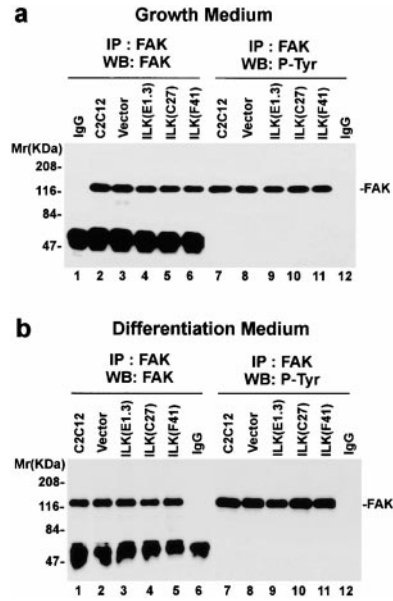 a
Growth Medium
IP : FAK
WB: FAK
IP : FAK
WB: P-Tyr
IgG
C2C12
Vector
ILK(E1.3)
ILK(C27)
ILK(F41)
C2C12
Vector
ILK(E1.3)
ILK(C27)
ILK(F41)
IgG
Mr(KDa)
208-
116-
84-
47-
-FAK
1 2 3 4 5 6 7 8 9 10 11 12
b
Differentiation Medium
IP : FAK
WB: FAK
IP : FAK
WB: P-Tyr
C2C12
Vector
ILK(E1.3)
ILK(C27)
ILK(F41)
IgG
C2C12
Vector
ILK(E1.3)
ILK(C27)
ILK(F41)
IgG
Mr(KDa)
208-
116-
84-
47-
-FAK
1 2 3 4 5 6 7 8 9 10 11 12